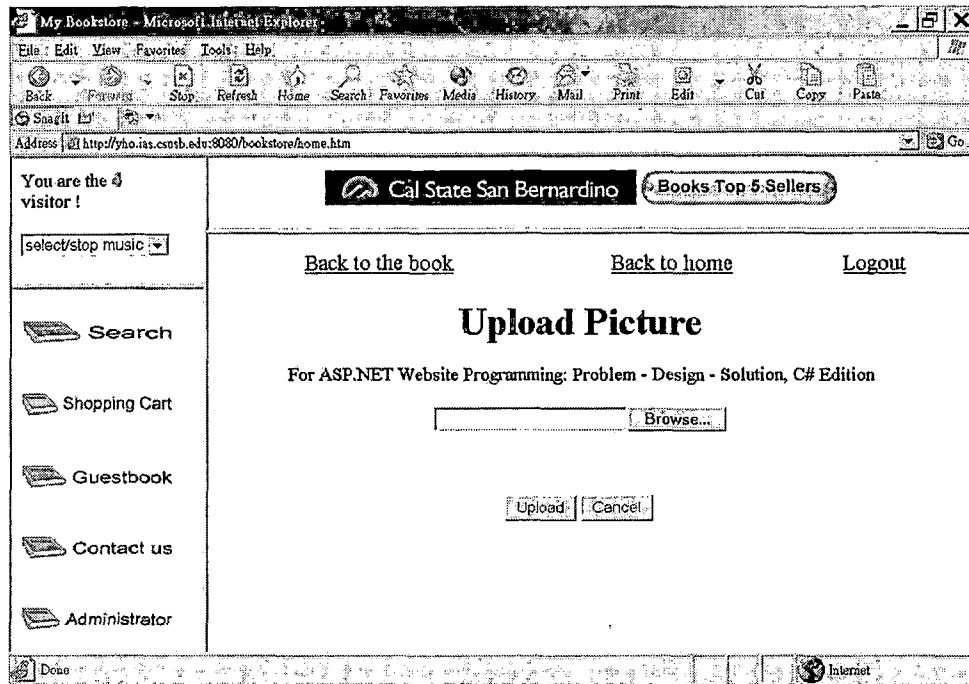 My Bookstore - Microsoft Internet Explorer
File Edit View Favorites Tools Help
Back Forward Stop Refresh Home Search Favorites Media History Mail Print Edit Cut Copy Paste
SnagIt
Address http://yho.ias.csusb.edu:8080/bookstore/home.htm Go
You are the 4
visitor !
select/stop music
Cal State San Bernardino
Books Top 5 Sellers
Back to the book Back to home Logout
Upload Picture
For ASP.NET Website Programming: Problem - Design - Solution, C# Edition
Browse...
Upload Cancel
Search
Shopping Cart
Guestbook
Contact us
Administrator
Done Internet